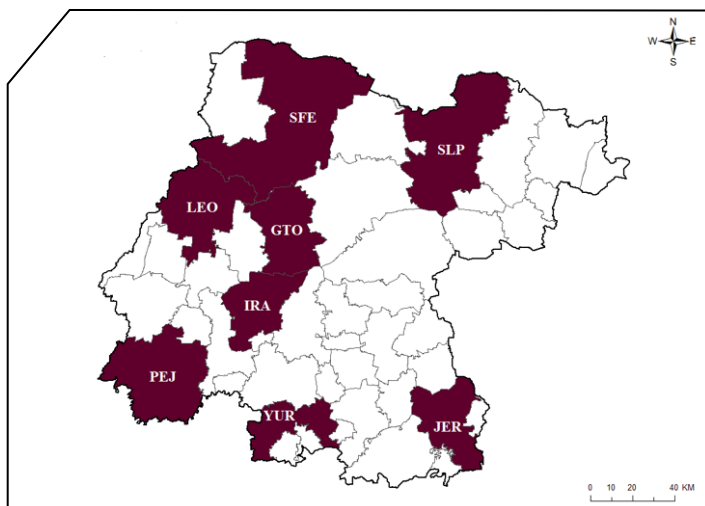 N
W E
S
SFE
SLP
LEO
GTO
IRA
PEJ
YUR
JER
0 10 20 40 KM